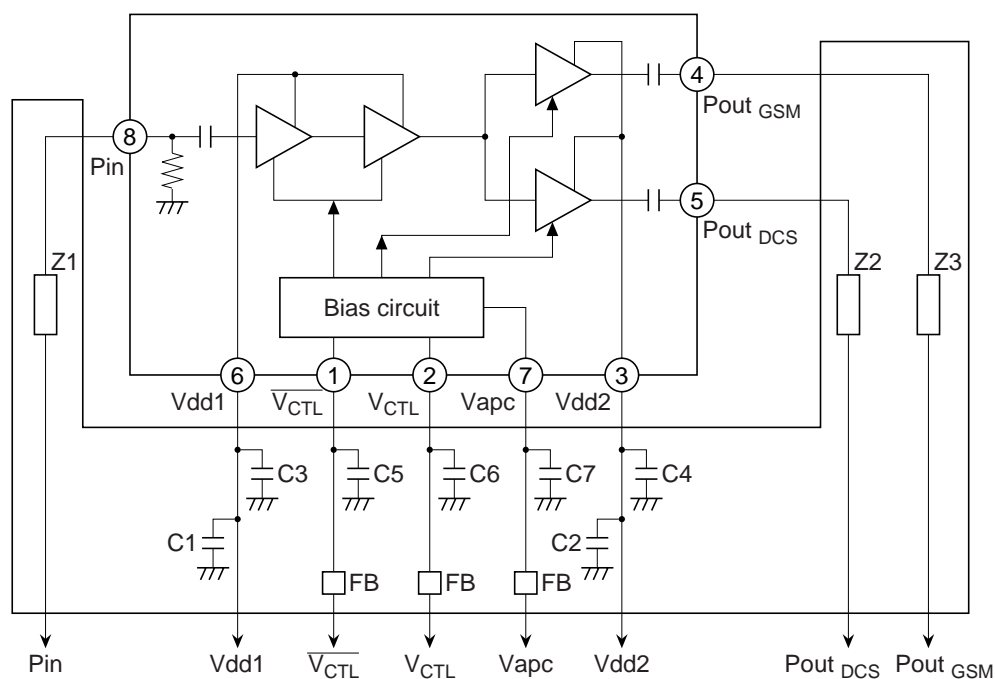 4
Pout GSM
8
Pin
5
Pout DCS
Z1
Z2
Z3
Bias circuit
6
1
2
7
3
Vdd1
V̅C̅T̅L̅
VCTL
Vapc
Vdd2
C3
C5
C6
C7
C4
C1
C2
FB
FB
FB
Pin
Vdd1
V̅C̅T̅L̅
VCTL
Vapc
Vdd2
Pout DCS
Pout GSM